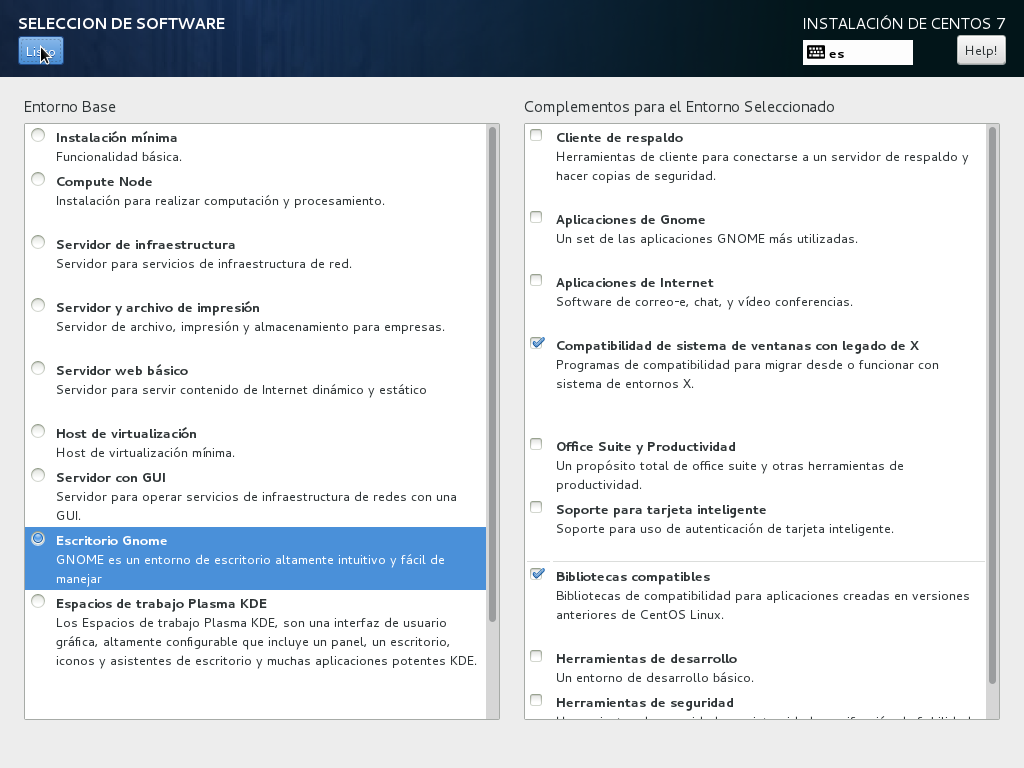 SELECCION DE SOFTWARE
INSTALACIÓN DE CENTOS 7
Listo
es
Help!
Entorno Base
Instalación mínima
Funcionalidad básica.
Compute Node
Instalación para realizar computación y procesamiento.
Servidor de infraestructura
Servidor para servicios de infraestructura de red.
Servidor y archivo de impresión
Servidor de archivo, impresión y almacenamiento para empresas.
Servidor web básico
Servidor para servir contenido de Internet dinámico y estático
Host de virtualización
Host de virtualización mínima.
Servidor con GUI
Servidor para operar servicios de infraestructura de redes con una
GUI.
Escritorio Gnome
GNOME es un entorno de escritorio altamente intuitivo y fácil de
manejar
Espacios de trabajo Plasma KDE
Los Espacios de trabajo Plasma KDE, son una interfaz de usuario
gráfica, altamente configurable que incluye un panel, un escritorio,
iconos y asistentes de escritorio y muchas aplicaciones potentes KDE.
Complementos para el Entorno Seleccionado
Cliente de respaldo
Herramientas de cliente para conectarse a un servidor de respaldo y
hacer copias de seguridad.
Aplicaciones de Gnome
Un set de las aplicaciones GNOME más utilizadas.
Aplicaciones de Internet
Software de correo-e, chat, y vídeo conferencias.
Compatibilidad de sistema de ventanas con legado de X
Programas de compatibilidad para migrar desde o funcionar con
sistema de entornos X.
Office Suite y Productividad
Un propósito total de office suite y otras herramientas de
productividad.
Soporte para tarjeta inteligente
Soporte para uso de autenticación de tarjeta inteligente.
Bibliotecas compatibles
Bibliotecas de compatibilidad para aplicaciones creadas en versiones
anteriores de CentOS Linux.
Herramientas de desarrollo
Un entorno de desarrollo básico.
Herramientas de seguridad